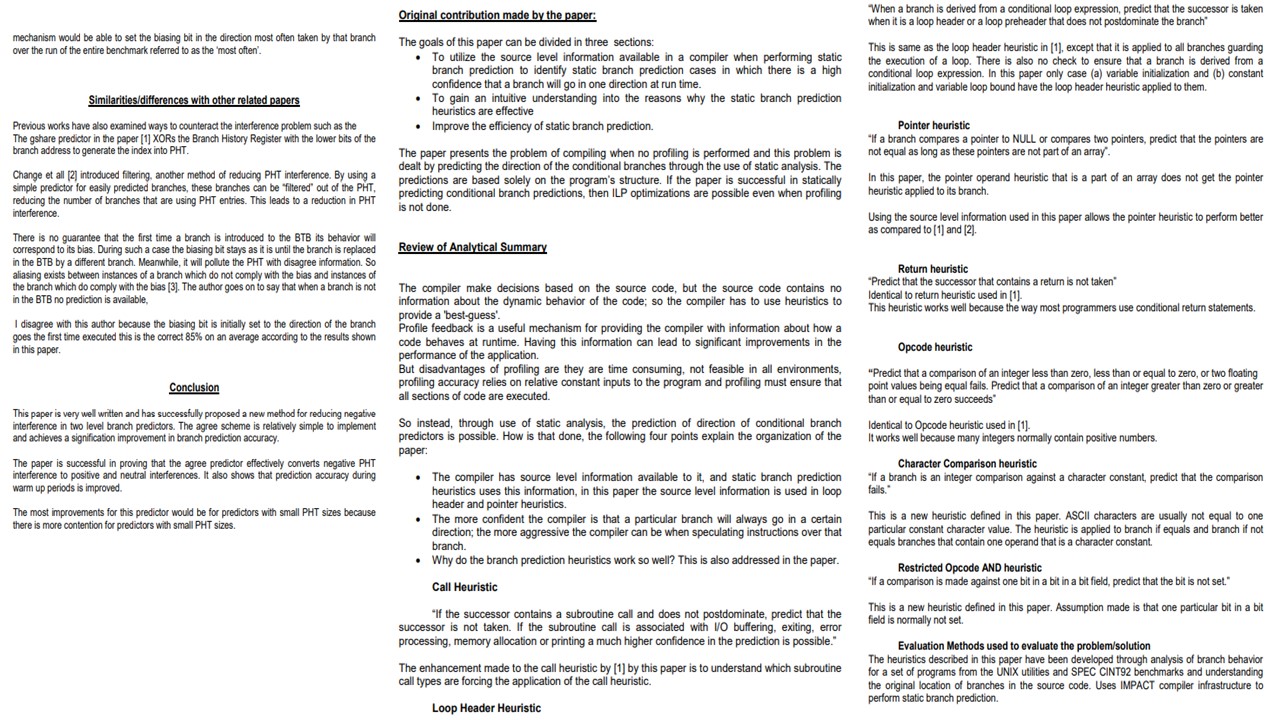 mechanism would be able to set the biasing bit in the direction most often taken by that branch
over the run of the entire benchmark referred to as the 'most often'.
Similarities/differences with other related papers
Previous works have also examined ways to counteract the interference problem such as the
The gshare predictor in the paper [1] XORs the Branch History Register with the lower bits of the
branch address to generate the index into PHT.
Change et all [2] introduced filtering, another method of reducing PHT interference. By using a
simple predictor for easily predicted branches, these branches can be “filtered” out of the PHT,
reducing the number of branches that are using PHT entries. This leads to a reduction in PHT
interference.
There is no guarantee that the first time a branch is introduced to the BTB its behavior will
correspond to its bias. During such a case the biasing bit stays as it is until the branch is replaced
in the BTB by a different branch. Meanwhile, it will pollute the PHT with disagree information. So
aliasing exists between instances of a branch which do not comply with the bias and instances of
the branch which do comply with the bias [3]. The author goes on to say that when a branch is not
in the BTB no prediction is available,
I disagree with this author because the biasing bit is initially set to the direction of the branch
goes the first time executed this is the correct 85% on an average according to the results shown
in this paper.
Conclusion
This paper is very well written and has successfully proposed a new method for reducing negative
interference in two level branch predictors. The agree scheme is relatively simple to implement
and achieves a signification improvement in branch prediction accuracy.
The paper is successful in proving that the agree predictor effectively converts negative PHT
interference to positive and neutral interferences. It also shows that prediction accuracy during
warm up periods is improved.
The most improvements for this predictor would be for predictors with small PHT sizes because
there is more contention for predictors with small PHT sizes.
Original contribution made by the paper:
The goals of this paper can be divided in three sections:
• To utilize the source level information available in a compiler when performing static
branch prediction to identify static branch prediction cases in which there is a high
confidence that a branch will go in one direction at run time.
• To gain an intuitive understanding into the reasons why the static branch prediction
heuristics are effective
• Improve the efficiency of static branch prediction.
The paper presents the problem of compiling when no profiling is performed and this problem is
dealt by predicting the direction of the conditional branches through the use of static analysis. The
predictions are based solely on the program's structure. If the paper is successful in statically
predicting conditional branch predictions, then ILP optimizations are possible even when profiling
is not done.
Review of Analytical Summary
The compiler make decisions based on the source code, but the source code contains no
information about the dynamic behavior of the code; so the compiler has to use heuristics to
provide a 'best-guess'.
Profile feedback is a useful mechanism for providing the compiler with information about how a
code behaves at runtime. Having this information can lead to significant improvements in the
performance of the application.
But disadvantages of profiling are they are time consuming, not feasible in all environments,
profiling accuracy relies on relative constant inputs to the program and profiling must ensure that
all sections of code are executed.
So instead, through use of static analysis, the prediction of direction of conditional branch
predictors is possible. How is that done, the following four points explain the organization of the
paper:
• The compiler has source level information available to it, and static branch prediction
heuristics uses this information, in this paper the source level information is used in loop
header and pointer heuristics.
• The more confident the compiler is that a particular branch will always go in a certain
direction; the more aggressive the compiler can be when speculating instructions over that
branch.
• Why do the branch prediction heuristics work so well? This is also addressed in the paper.
Call Heuristic
“If the successor contains a subroutine call and does not postdominate, predict that the
successor is not taken. If the subroutine call is associated with I/O buffering, exiting, error
processing, memory allocation or printing a much higher confidence in the prediction is possible.”
The enhancement made to the call heuristic by [1] by this paper is to understand which subroutine
call types are forcing the application of the call heuristic.
Loop Header Heuristic
“When a branch is derived from a conditional loop expression, predict that the successor is taken
when it is a loop header or a loop preheader that does not postdominate the branch”
This is same as the loop header heuristic in [1], except that it is applied to all branches guarding
the execution of a loop. There is also no check to ensure that a branch is derived from a
conditional loop expression. In this paper only case (a) variable initialization and (b) constant
initialization and variable loop bound have the loop header heuristic applied to them.
Pointer heuristic
“If a branch compares a pointer to NULL or compares two pointers, predict that the pointers are
not equal as long as these pointers are not part of an array”.
In this paper, the pointer operand heuristic that is a part of an array does not get the pointer
heuristic applied to its branch.
Using the source level information used in this paper allows the pointer heuristic to perform better
as compared to [1] and [2].
Return heuristic
“Predict that the successor that contains a return is not taken”
Identical to return heuristic used in [1].
This heuristic works well because the way most programmers use conditional return statements.
Opcode heuristic
“Predict that a comparison of an integer less than zero, less than or equal to zero, or two floating
point values being equal fails. Predict that a comparison of an integer greater than zero or greater
than or equal to zero succeeds”
Identical to Opcode heuristic used in [1].
It works well because many integers normally contain positive numbers.
Character Comparison heuristic
“If a branch is an integer comparison against a character constant, predict that the comparison
fails.”
This is a new heuristic defined in this paper. ASCII characters are usually not equal to one
particular constant character value. The heuristic is applied to branch if equals and branch if not
equals branches that contain one operand that is a character constant.
Restricted Opcode AND heuristic
“If a comparison is made against one bit in a bit in a bit field, predict that the bit is not set.”
This is a new heuristic defined in this paper. Assumption made is that one particular bit in a bit
field is normally not set.
Evaluation Methods used to evaluate the problem/solution
The heuristics described in this paper have been developed through analysis of branch behavior
for a set of programs from the UNIX utilities and SPEC CINT92 benchmarks and understanding
the original location of branches in the source code. Uses IMPACT compiler infrastructure to
perform static branch prediction.